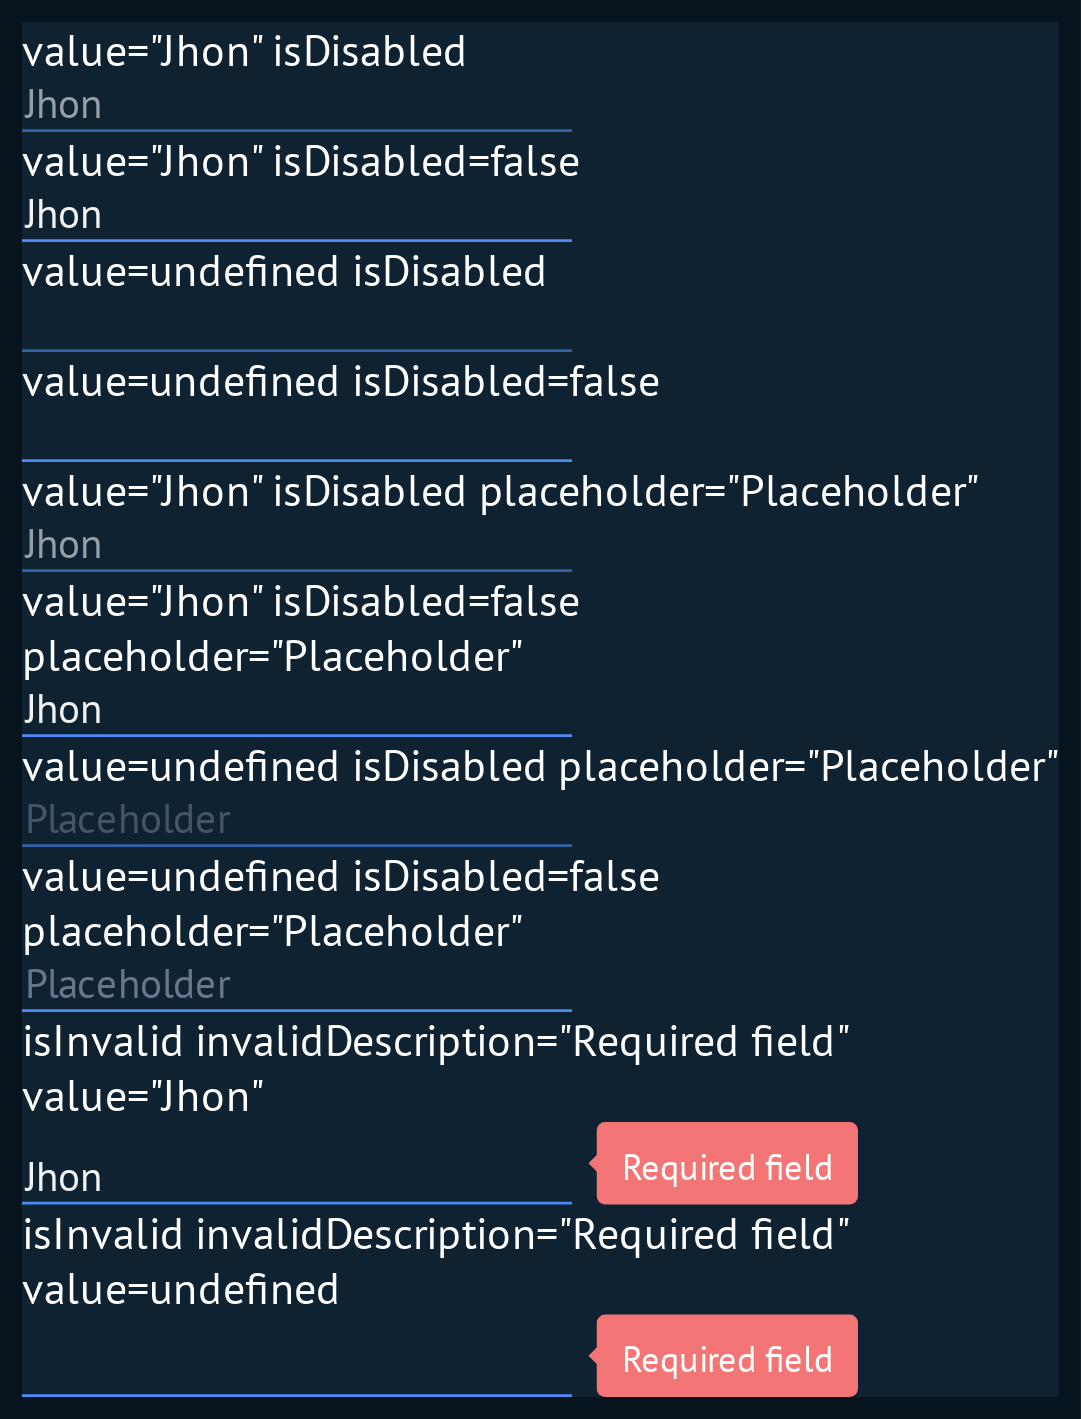 value="Jhon" isDisabled
Jhon
value="Jhon" isDisabled=false
Jhon
value=undefined isDisabled
value=undefined isDisabled=false
value="Jhon" isDisabled placeholder="Placeholder"
Jhon
value="Jhon" isDisabled=false
placeholder="Placeholder"
Jhon
value=undefined isDisabled placeholder="Placeholder"
Placeholder
value=undefined isDisabled=false
placeholder="Placeholder"
Placeholder
isInvalid invalidDescription="Required field"
value="Jhon"
Jhon
Required field
isInvalid invalidDescription="Required field"
value=undefined
Required field